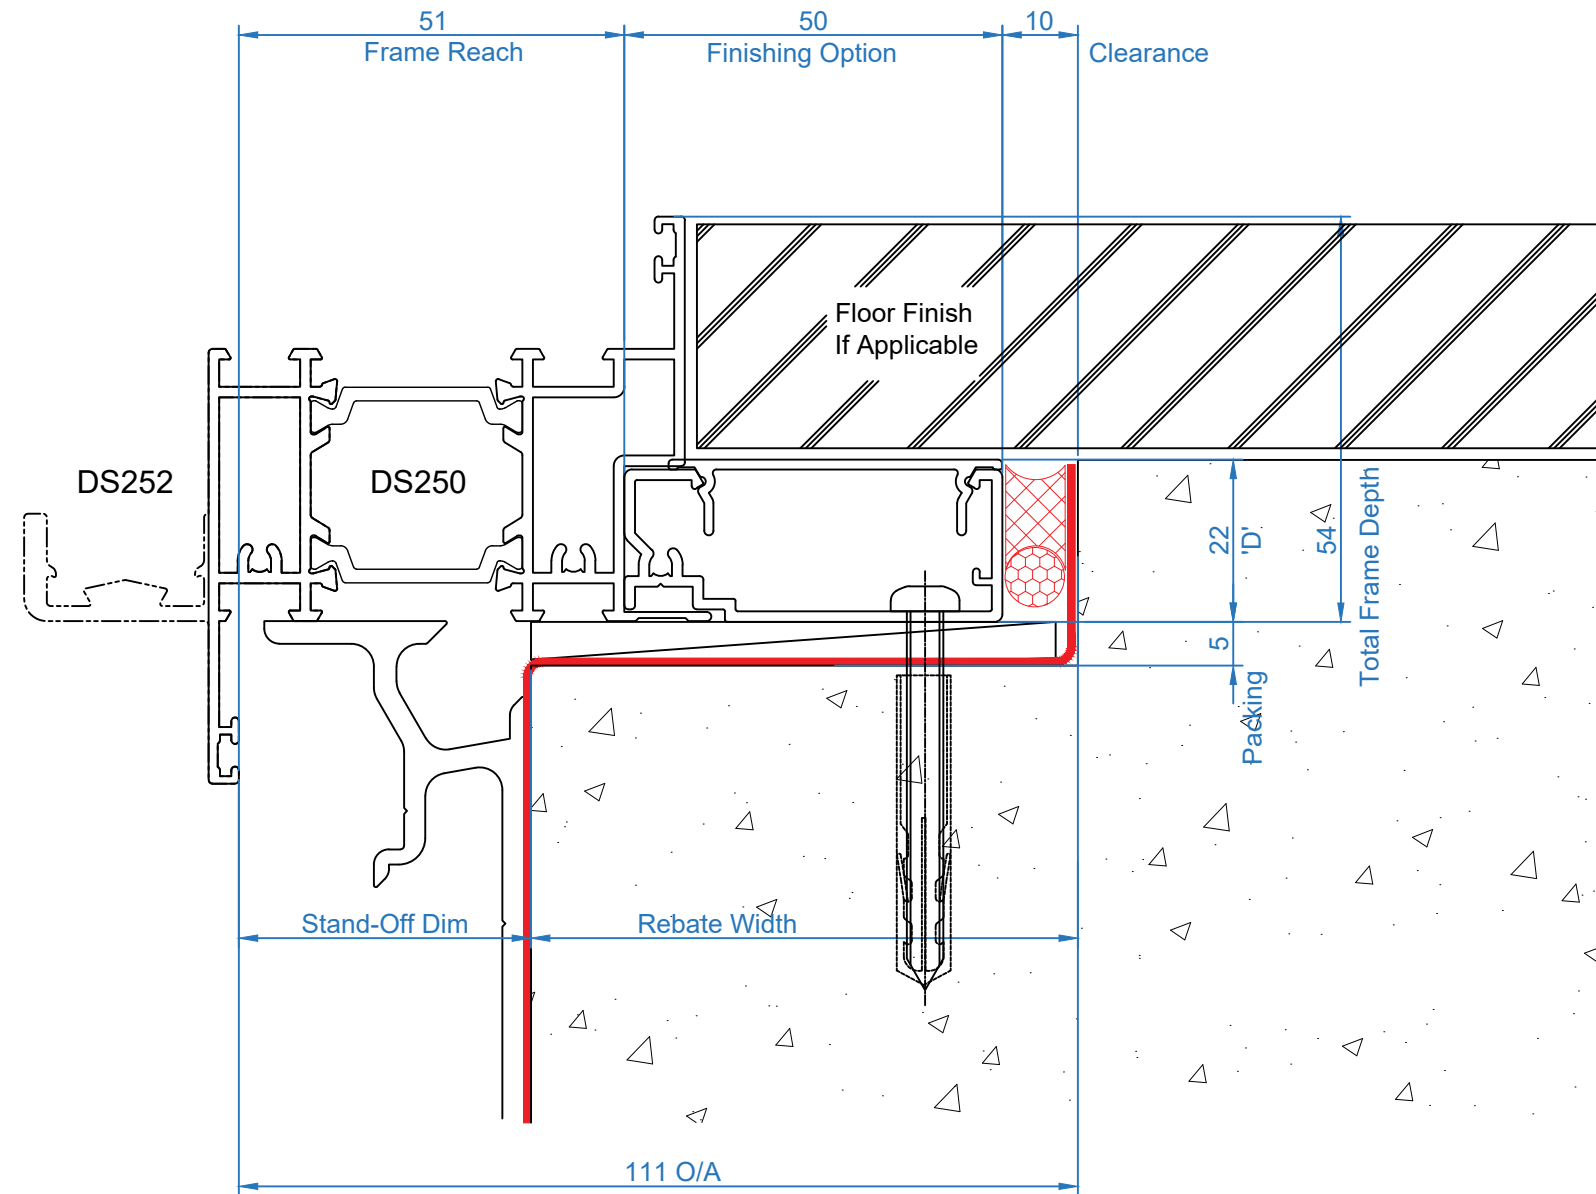 51
Frame Reach
50
Finishing Option
10
Clearance
Floor Finish
If Applicable
DS252
DS250
22
'D'
54
Total Frame Depth
5
Packing
Stand-Off Dim
Rebate Width
111 O/A